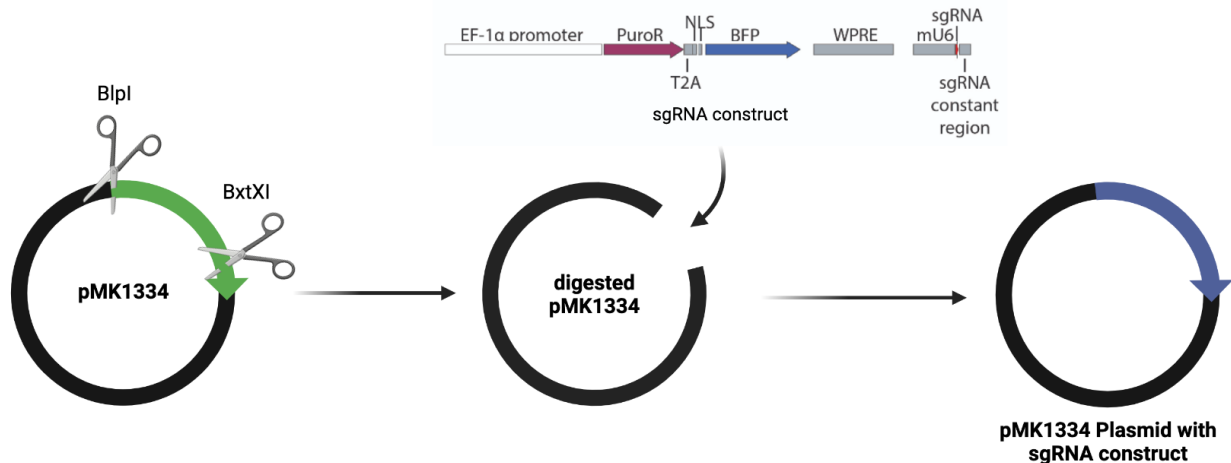 EF-1α promoter PuroR NLS BFP WPRE mU6 sgRNA
T2A
sgRNA
constant
region
sgRNA construct
BlpI
BxtXI
pMK1334
digested
pMK1334
pMK1334 Plasmid with
sgRNA construct